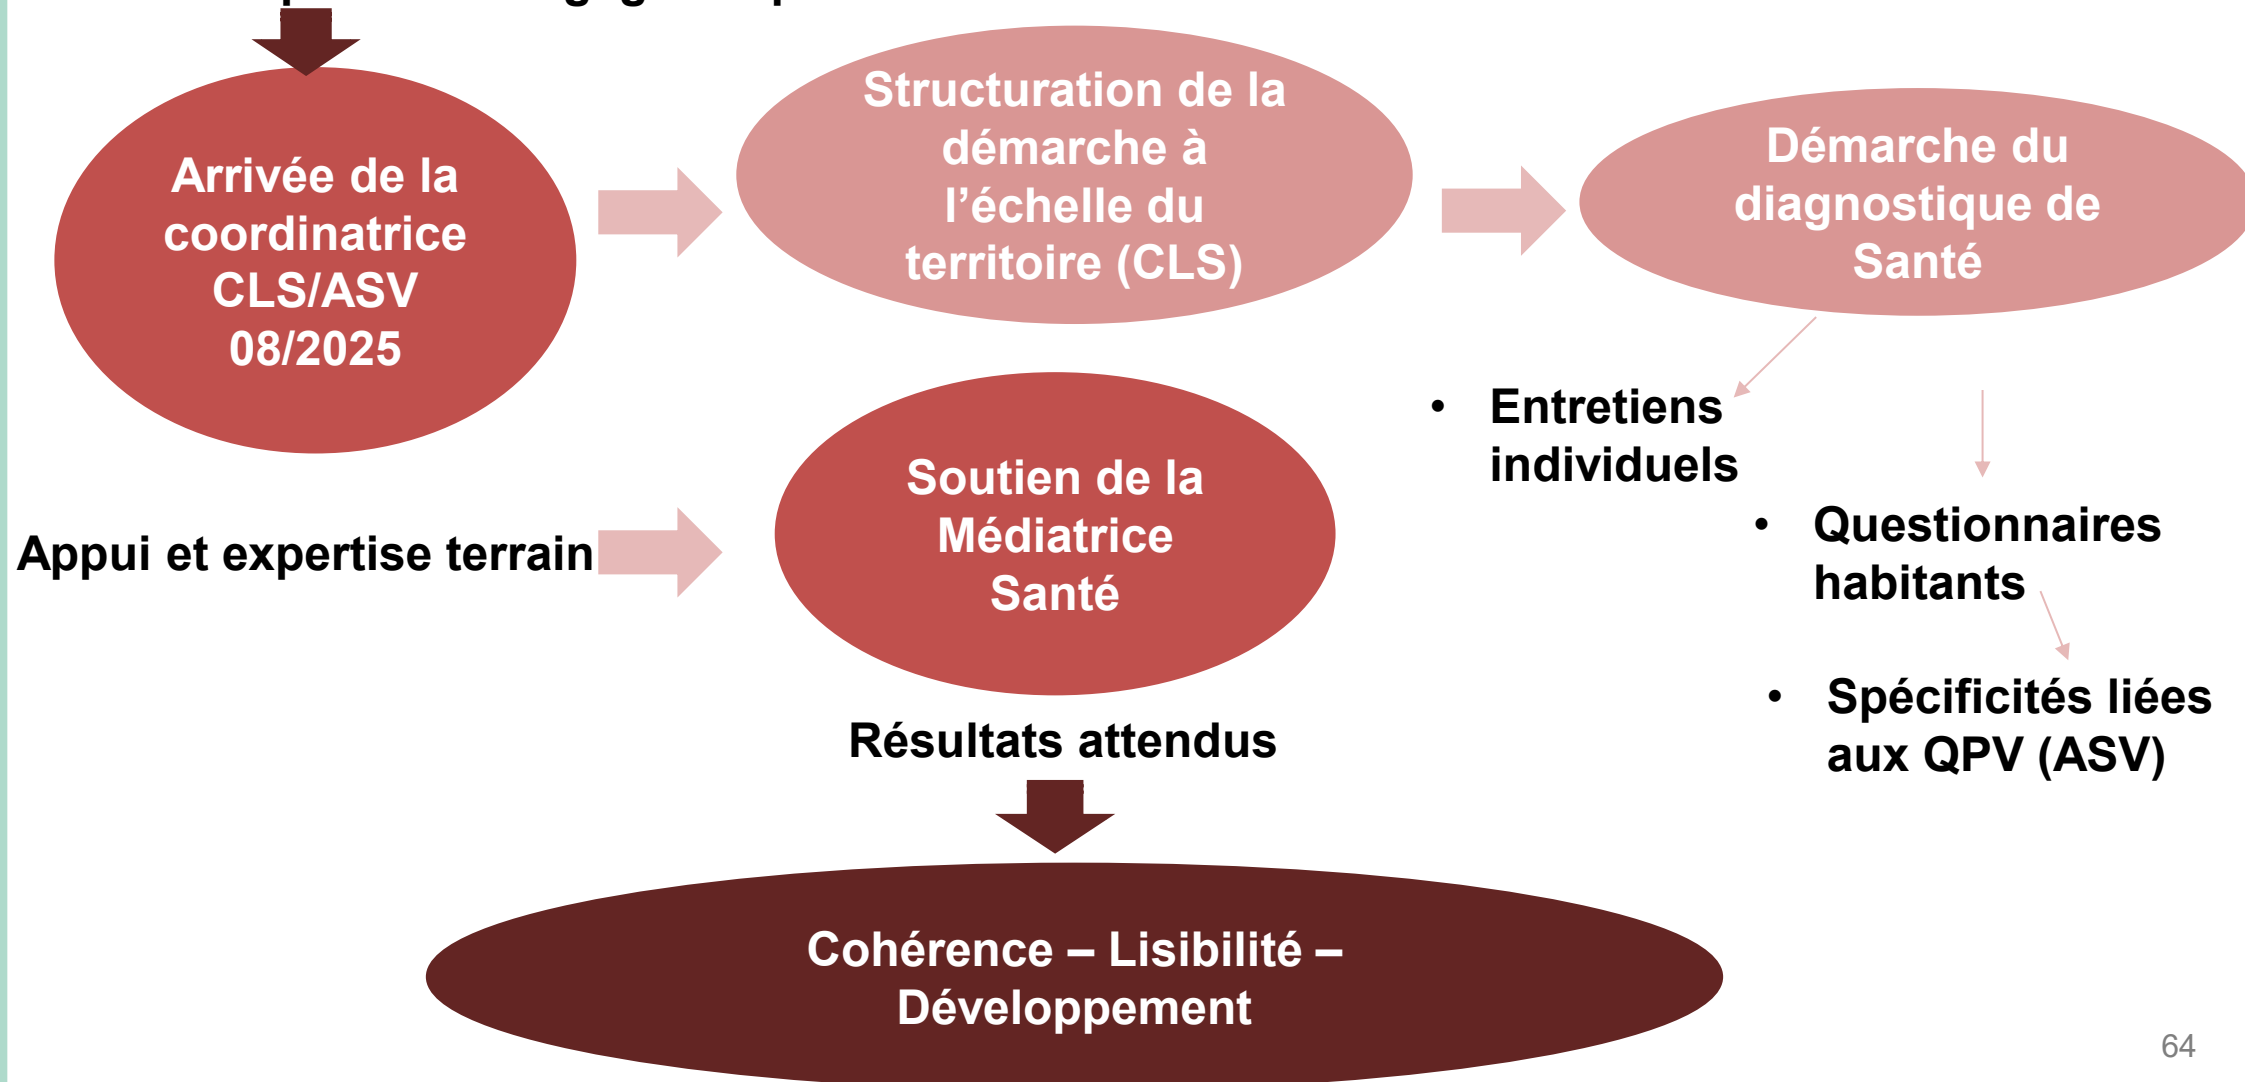 Arrivée de la
coordinatrice
CLS/ASV
08/2025
Structuration de la
démarche à
l’échelle du
territoire (CLS)
Démarche du
diagnostique de
Santé
• Entretiens
individuels
• Questionnaires
habitants
• Spécificités liées
aux QPV (ASV)
Appui et expertise terrain
Soutien de la
Médiatrice
Santé
Résultats attendus
Cohérence – Lisibilité –
Développement
64